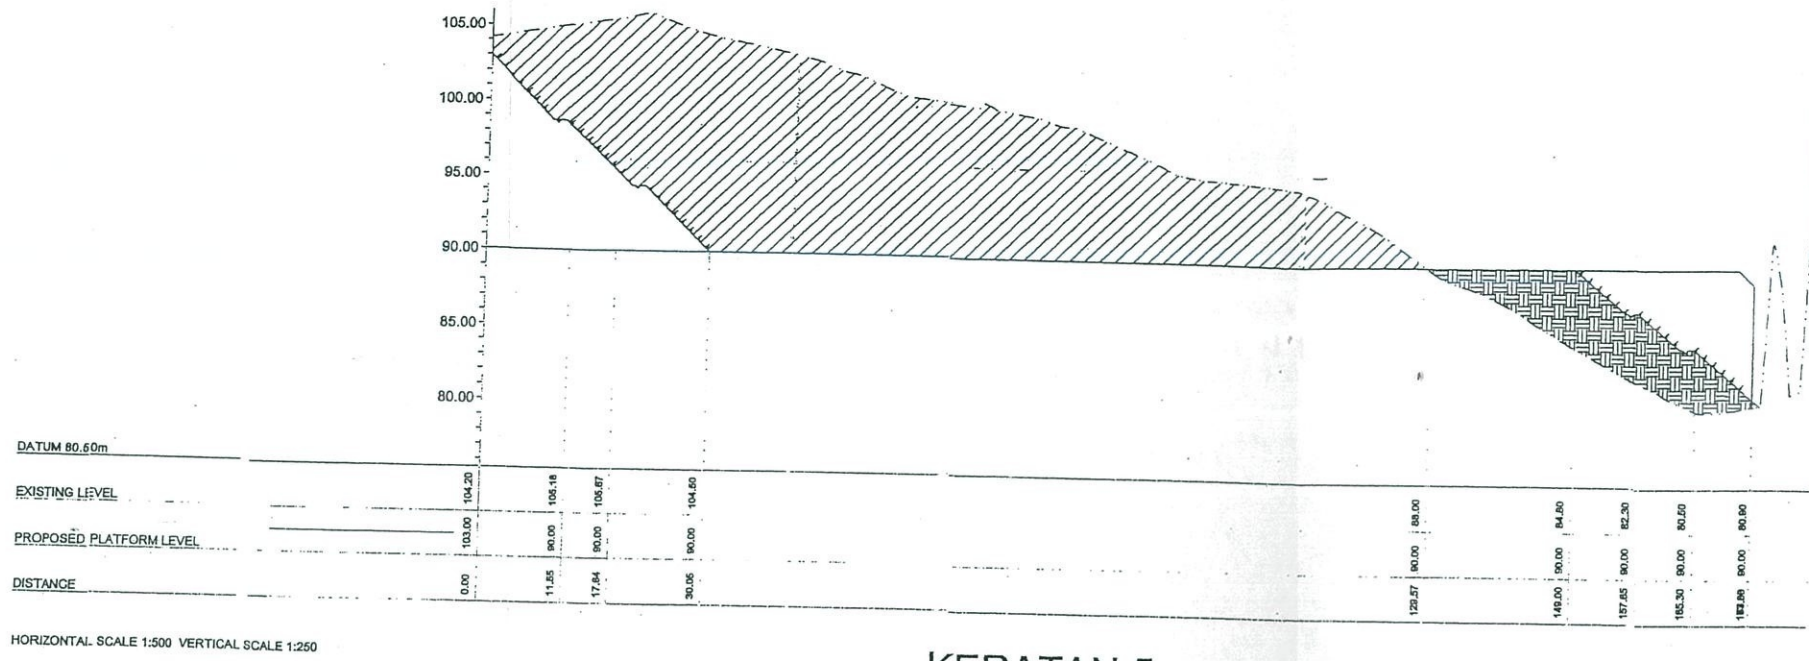 105.00
100.00
95.00
90.00
85.00
80.00
DATUM 80.50m
EXISTING LEVEL 104.20 105.18 105.67 104.50 88.00 84.80 82.30 80.50 80.90
PROPOSED PLATFORM LEVEL 103.00 90.00 90.00 90.00 90.00 90.00 90.00 90.00 90.00
DISTANCE 0.00 11.85 17.64 30.05 129.57 149.00 157.65 165.30
HORIZONTAL SCALE 1:500 VERTICAL SCALE 1:250